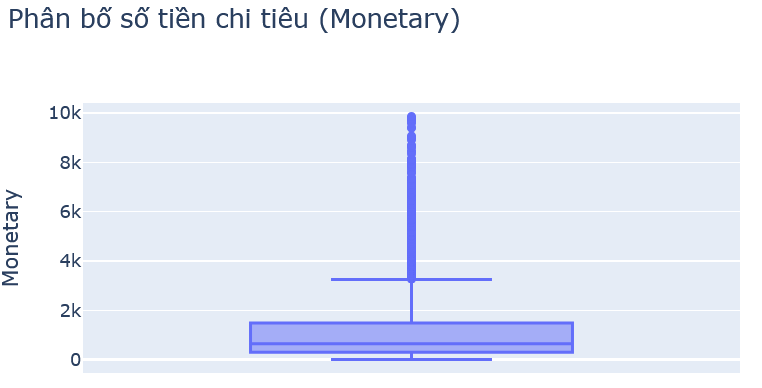 Phân bố số tiền chi tiêu (Monetary)
Monetary
10k
8k
6k
4k
2k
0